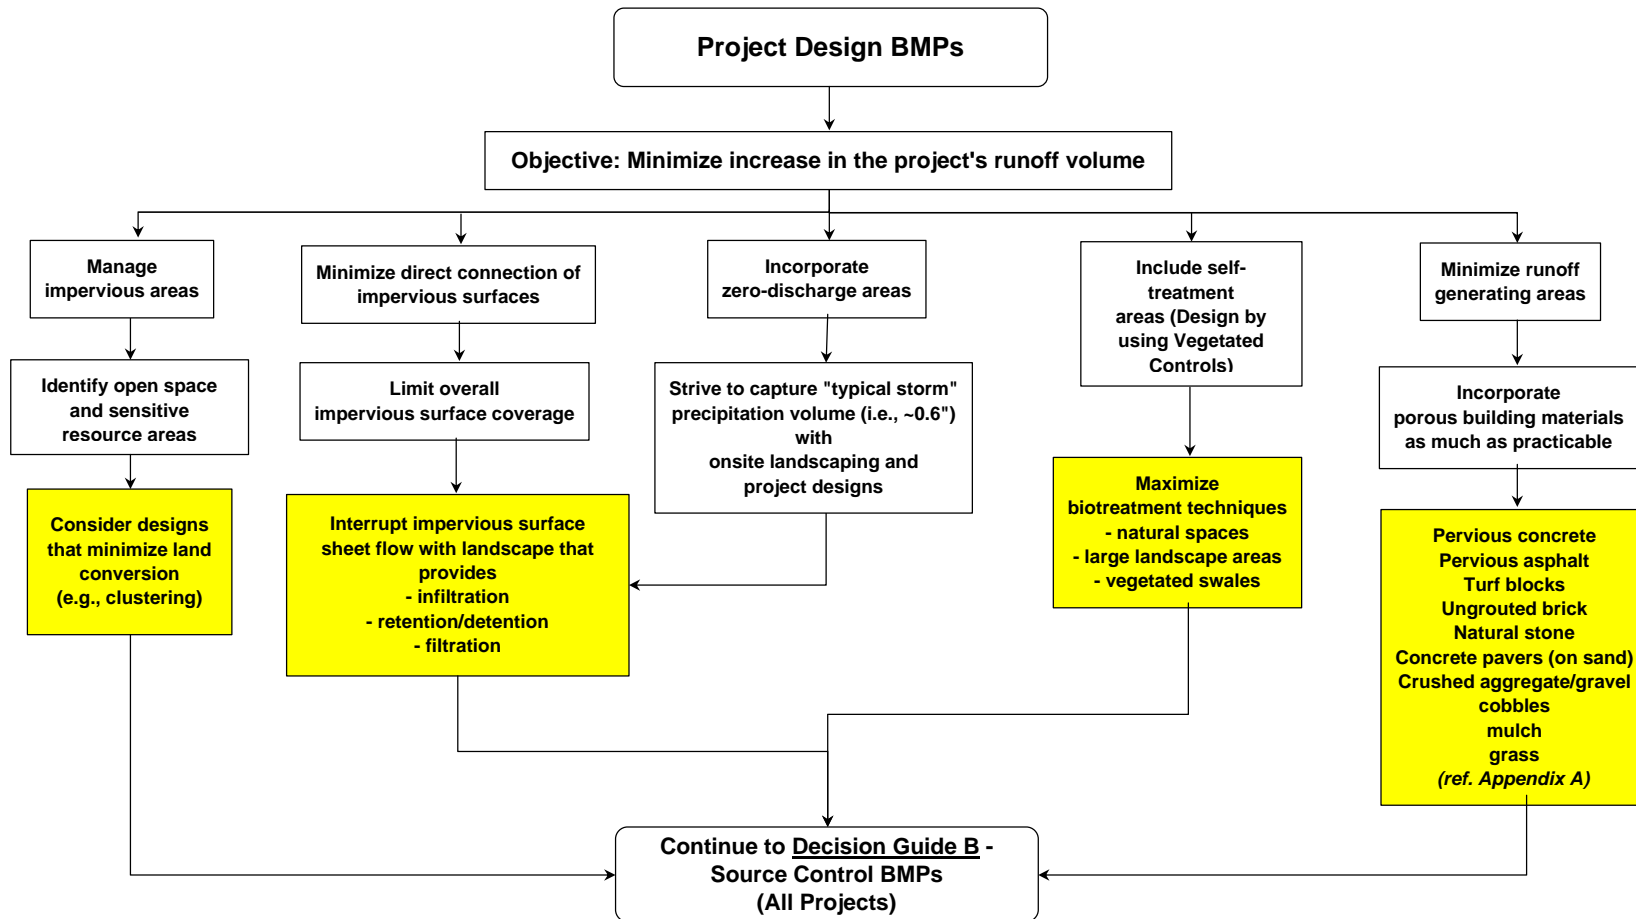 Project Design BMPs
Objective: Minimize increase in the project's runoff volume
Manage
impervious areas
Minimize direct connection of
impervious surfaces
Incorporate
zero-discharge areas
Include self-
treatment
areas (Design by
using Vegetated
Controls)
Minimize runoff
generating areas
Identify open space
and sensitive
resource areas
Limit overall
impervious surface coverage
Strive to capture "typical storm"
precipitation volume (i.e., ~0.6")
with
onsite landscaping and
project designs
Incorporate
porous building materials
as much as practicable
Consider designs
that minimize land
conversion
(e.g., clustering)
Interrupt impervious surface
sheet flow with landscape that
provides
- infiltration
- retention/detention
- filtration
Maximize
biotreatment techniques
- natural spaces
- large landscape areas
- vegetated swales
Pervious concrete
Pervious asphalt
Turf blocks
Ungrouted brick
Natural stone
Concrete pavers (on sand)
Crushed aggregate/gravel
cobbles
mulch
grass
(ref. Appendix A)
Continue to Decision Guide B -
Source Control BMPs
(All Projects)